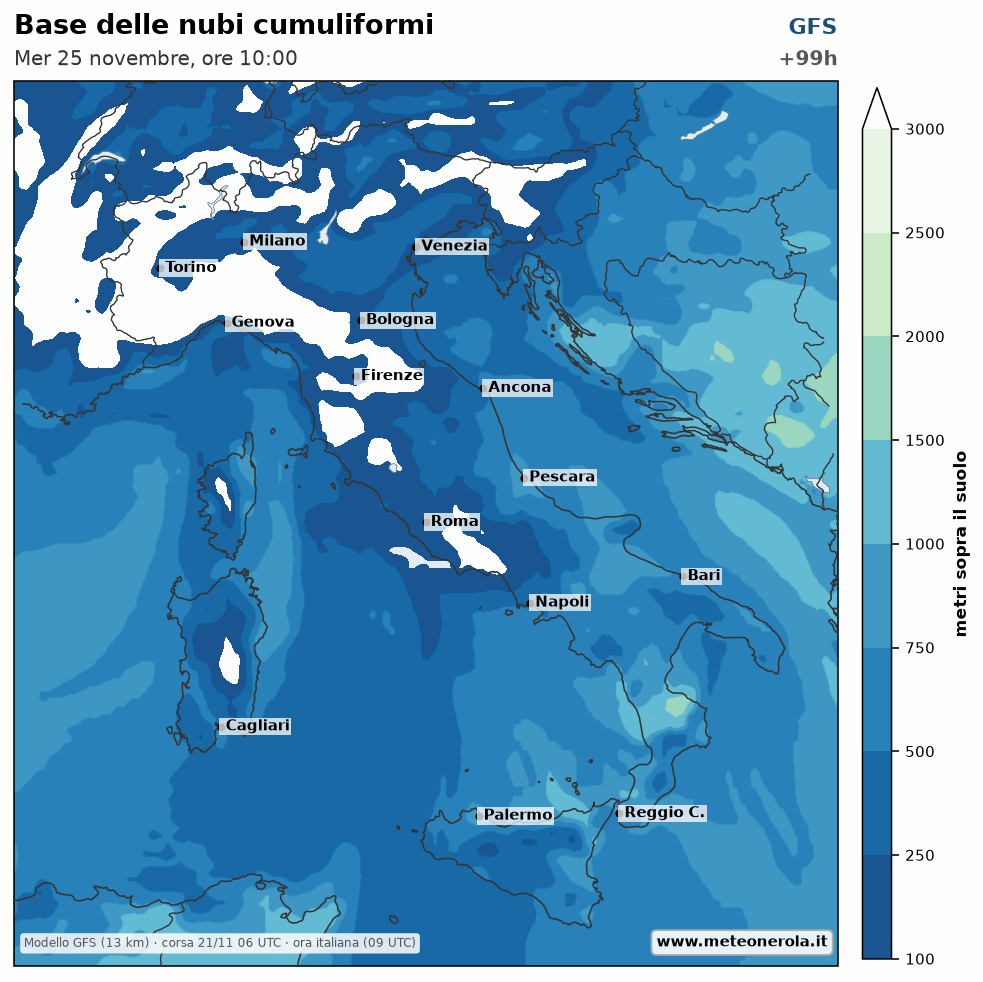 Base delle nubi cumuliformi
GFS
Mer 25 novembre, ore 10:00
+99h
3000
2500
2000
1500
1000
750
500
250
100
metri sopra il suolo
Milano
Venezia
Torino
Genova
Bologna
Firenze
Ancona
Pescara
Roma
Bari
Napoli
Cagliari
Palermo
Reggio C.
Modello GFS (13 km) · corsa 21/11 06 UTC · ora italiana (09 UTC)
www.meteonerola.it